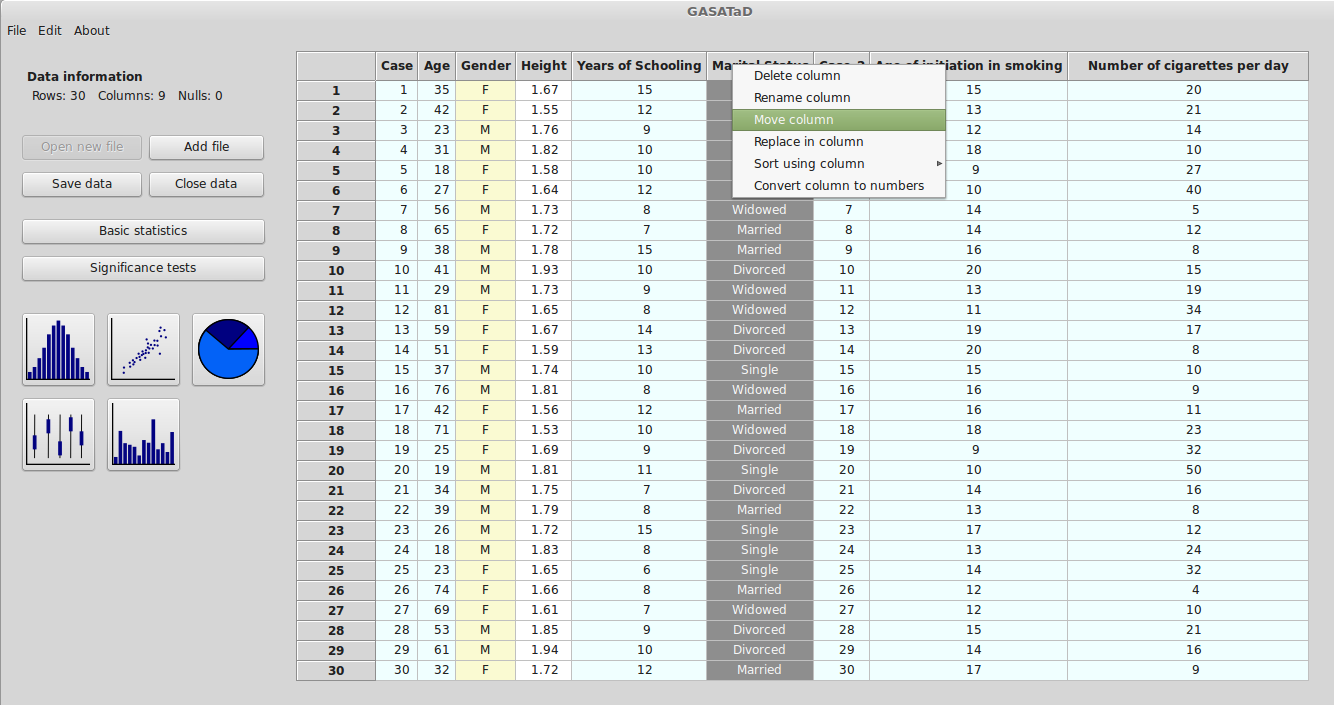 GASATaD
File Edit About
Data information
Rows: 30 Columns: 9 Nulls: 0
Open new file Add file
Save data Close data
Basic statistics
Significance tests
Case Age Gender Height Years of Schooling Marital Status Case_2 Age of initiation in smoking Number of cigarettes per day
Delete column
Rename column
Move column
Replace in column
Sort using column
Convert column to numbers
1 1 35 F 1.67 15 15 20
2 2 42 F 1.55 12 13 21
3 3 23 M 1.76 9 12 14
4 4 31 M 1.82 10 18 10
5 5 18 F 1.58 10 9 27
6 6 27 F 1.64 12 10 40
7 7 56 M 1.73 8 Widowed 7 14 5
8 8 65 F 1.72 7 Married 8 14 12
9 9 38 M 1.78 15 Married 9 16 8
10 10 41 M 1.93 10 Divorced 10 20 15
11 11 29 M 1.73 9 Widowed 11 13 19
12 12 81 F 1.65 8 Widowed 12 11 34
13 13 59 F 1.67 14 Divorced 13 19 17
14 14 51 F 1.59 13 Divorced 14 20 8
15 15 37 M 1.74 10 Single 15 15 10
16 16 76 M 1.81 8 Widowed 16 16 9
17 17 42 F 1.56 12 Married 17 16 11
18 18 71 F 1.53 10 Widowed 18 18 23
19 19 25 F 1.69 9 Divorced 19 9 32
20 20 19 M 1.81 11 Single 20 10 50
21 21 34 M 1.75 7 Divorced 21 14 16
22 22 39 M 1.79 8 Married 22 13 8
23 23 26 M 1.72 15 Single 23 17 12
24 24 18 M 1.83 8 Single 24 13 24
25 25 23 F 1.65 6 Single 25 14 32
26 26 74 F 1.66 8 Married 26 12 4
27 27 69 F 1.61 7 Widowed 27 12 10
28 28 53 M 1.85 9 Divorced 28 15 21
29 29 61 M 1.94 10 Divorced 29 14 16
30 30 32 F 1.72 12 Married 30 17 9